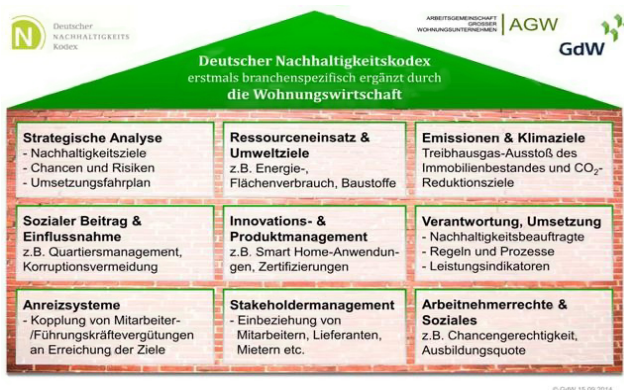 Deutscher
NACHHALTIGKEITS
Kodex
ARBEITSGEMEINSCHAFT
GROSSER
WOHNUNGSUNTERNEHMEN
AGW
GdW
Deutscher Nachhaltigkeitskodex
erstmals branchenspezifisch ergänzt durch
die Wohnungswirtschaft
Strategische Analyse
- Nachhaltigkeitsziele
- Chancen und Risiken
- Umsetzungsfahrplan
Ressourceneinsatz &
Umweltziele
z.B. Energie-,
Flächenverbrauch, Baustoffe
Emissionen & Klimaziele
Treibhausgas-Ausstoß des
Immobilienbestandes und CO₂-
Reduktionsziele
Sozialer Beitrag &
Einflussnahme
z.B. Quartiersmanagement,
Korruptionsvermeidung
Innovations- &
Produktmanagement
z.B. Smart Home-Anwendun-
gen, Zertifizierungen
Verantwortung, Umsetzung
- Nachhaltigkeitsbeauftragte
- Regeln und Prozesse
- Leistungsindikatoren
Anreizsysteme
- Kopplung von Mitarbeiter-
/Führungskräftevergütungen
an Erreichung der Ziele
Stakeholdermanagement
- Einbeziehung von
Mitarbeitern, Lieferanten,
Mietern etc.
Arbeitnehmerrechte &
Soziales
z.B. Chancengerechtigkeit,
Ausbildungsquote
© GdW 15.09.2014